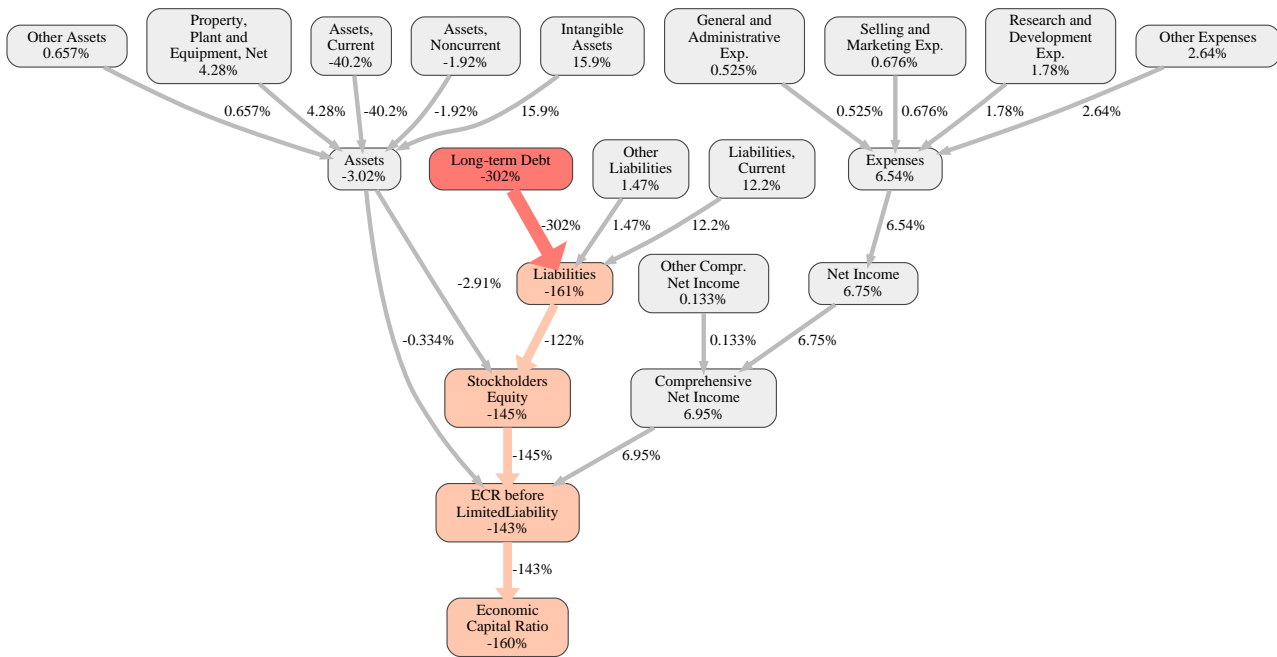 Other Assets
0.657%
Property,
Plant and
Equipment, Net
4.28%
Assets,
Current
-40.2%
Assets,
Noncurrent
-1.92%
Intangible
Assets
15.9%
General and
Administrative
Exp.
0.525%
Selling and
Marketing Exp.
0.676%
Research and
Development
Exp.
1.78%
Other Expenses
2.64%
0.657%
4.28%
-40.2%
-1.92%
15.9%
0.525%
0.676%
1.78%
2.64%
Assets
-3.02%
Long-term Debt
-302%
Other
Liabilities
1.47%
Liabilities,
Current
12.2%
Expenses
6.54%
-302%
1.47%
12.2%
6.54%
-2.91%
Liabilities
-161%
Other Compr.
Net Income
0.133%
Net Income
6.75%
-0.334%
-122%
0.133%
6.75%
Stockholders
Equity
-145%
Comprehensive
Net Income
6.95%
-145%
6.95%
ECR before
LimitedLiability
-143%
-143%
Economic
Capital Ratio
-160%